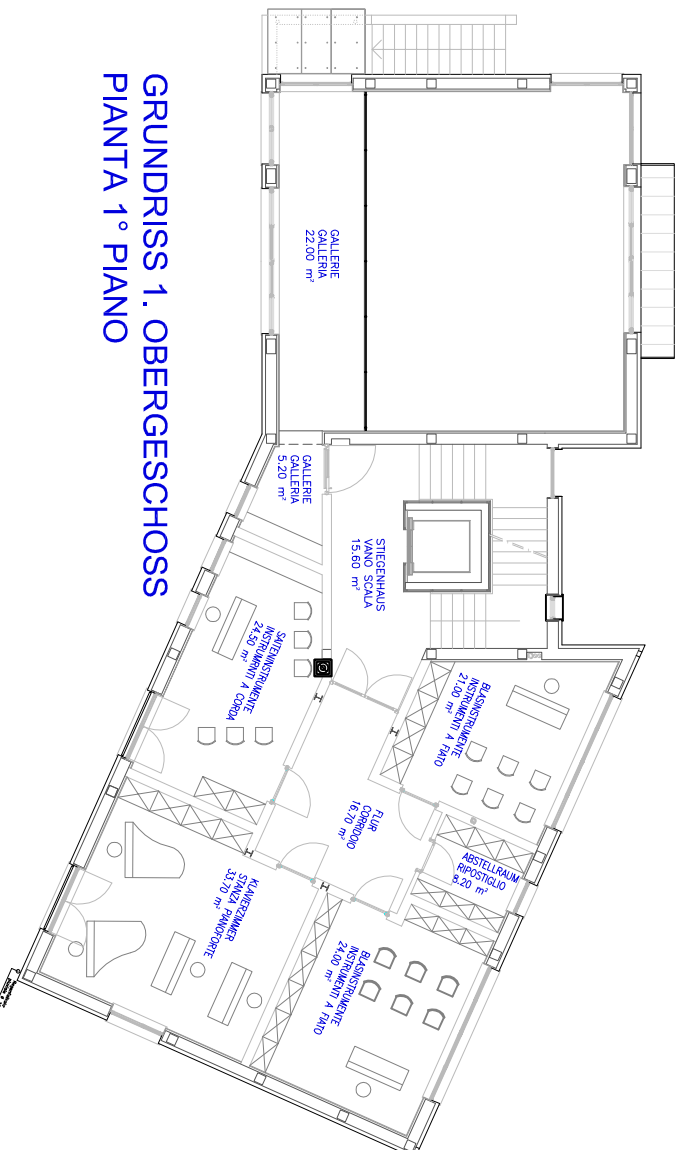 GRUNDRISS 1. OBERGESCHOSS
PIANTA 1° PIANO
GALLERIE
GALLERIA
22.00 m²
GALLERIE
GALLERIA
5.20 m²
STIEGENHAUS
VANO SCALA
15.60 m²
SAITENINSTRUMENTE
INSTRUMENTI A CORDA
24.50 m²
BLASINSTRUMENTE
INSTRUMENTI A FIATO
21.00 m²
FLUR
CORRIDOIO
16.70 m²
ABSTELLRAUM
RIPOSTIGLIO
8.20 m²
KLAVIERZIMMER
STANZA PIANOFORTE
33.70 m²
BLASINSTRUMENTE
INSTRUMENTI A FIATO
24.00 m²